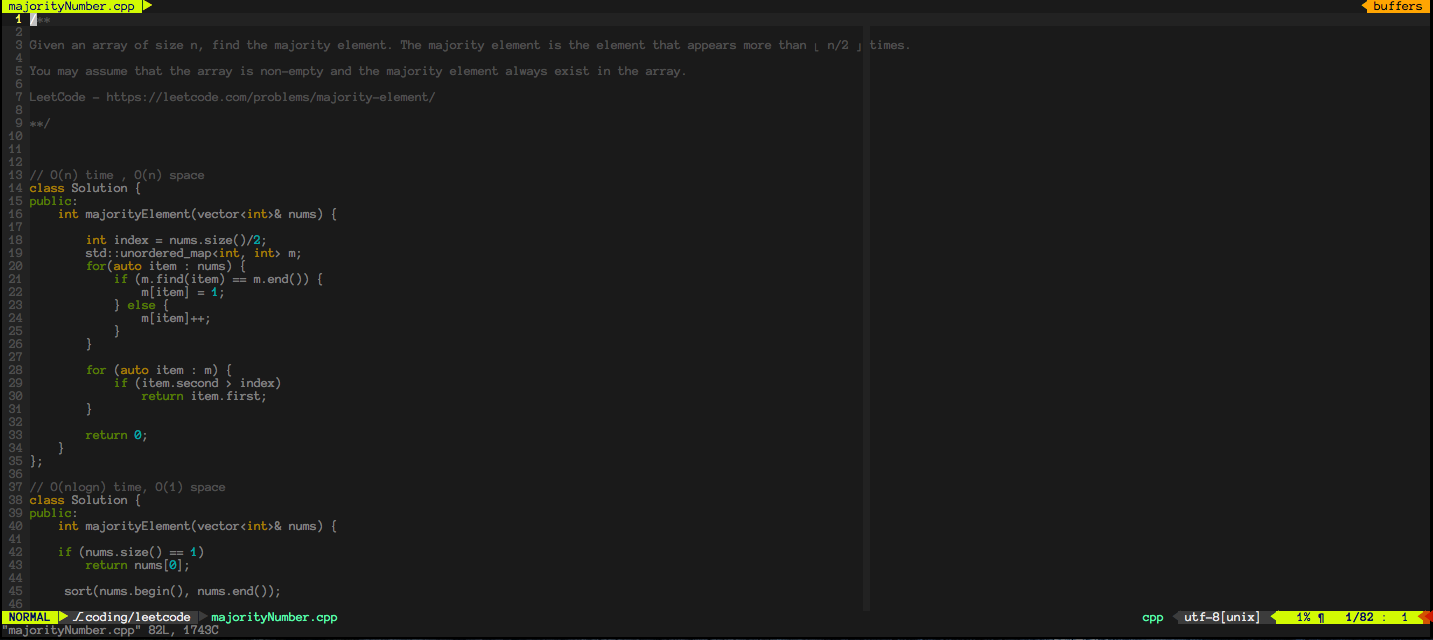 majorityNumber.cpp buffers
1 /**
2
3 Given an array of size n, find the majority element. The majority element is the element that appears more than ⌊ n/2 ⌋ times.
4
5 You may assume that the array is non-empty and the majority element always exist in the array.
6
7 LeetCode - https://leetcode.com/problems/majority-element/
8
9 **/
10
11
12
13 // O(n) time , O(n) space
14 class Solution {
15 public:
16     int majorityElement(vector<int>& nums) {
17
18         int index = nums.size()/2;
19         std::unordered_map<int, int> m;
20         for(auto item : nums) {
21             if (m.find(item) == m.end()) {
22                 m[item] = 1;
23             } else {
24                 m[item]++;
25             }
26         }
27
28         for (auto item : m) {
29             if (item.second > index)
30                 return item.first;
31         }
32
33         return 0;
34     }
35 };
36
37 // O(nlogn) time, O(1) space
38 class Solution {
39 public:
40     int majorityElement(vector<int>& nums) {
41
42     if (nums.size() == 1)
43         return nums[0];
44
45      sort(nums.begin(), nums.end());
46
NORMAL coding/leetcode majorityNumber.cpp cpp utf-8[unix] 1% ¶ 1/82 : 1
"majorityNumber.cpp" 82L, 1743C